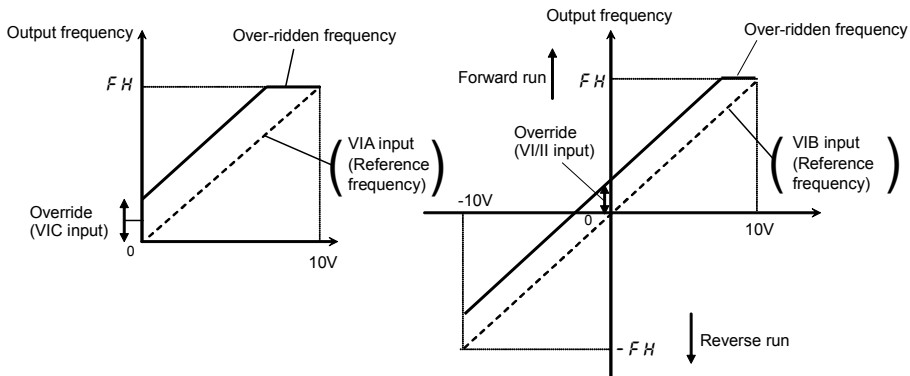 Output frequency
Over-ridden frequency
FH
VIA input
(Reference
frequency)
Override
(VIC input)
0
10V
Output frequency
Over-ridden frequency
Forward run
FH
Override
(VI/II input)
VIB input
(Reference
frequency)
-10V
0
10V
-FH
Reverse run